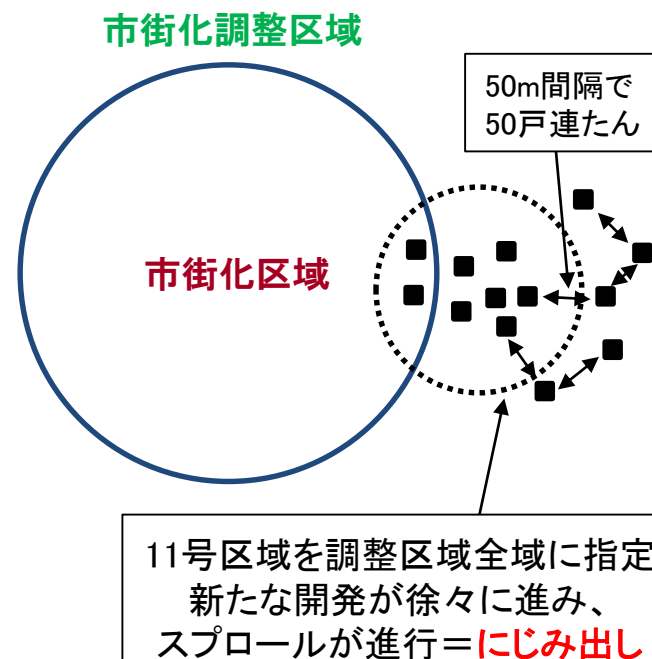 市街化調整区域
50m間隔で
50戸連たん
市街化区域
11号区域を調整区域全域に指定
新たな開発が徐々に進み、
スプロールが進行＝にじみ出し